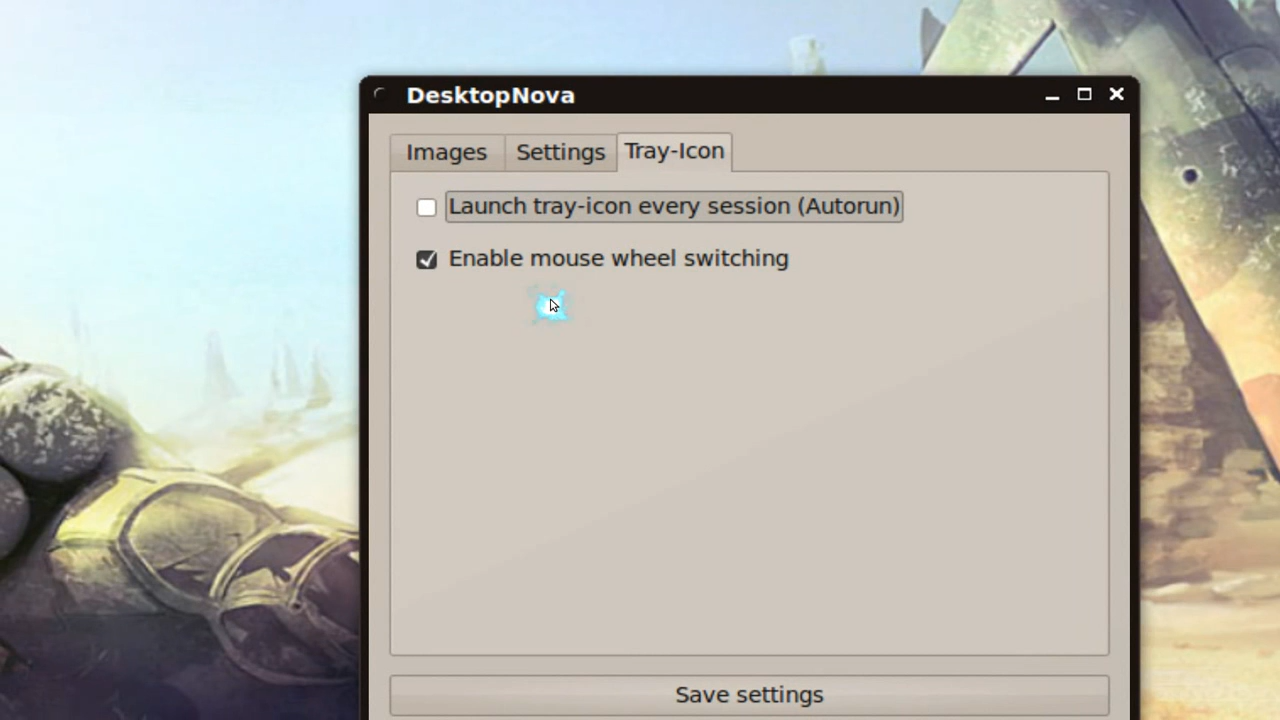 DesktopNova
Images Settings Tray-Icon
Launch tray-icon every session (Autorun)
Enable mouse wheel switching
Save settings